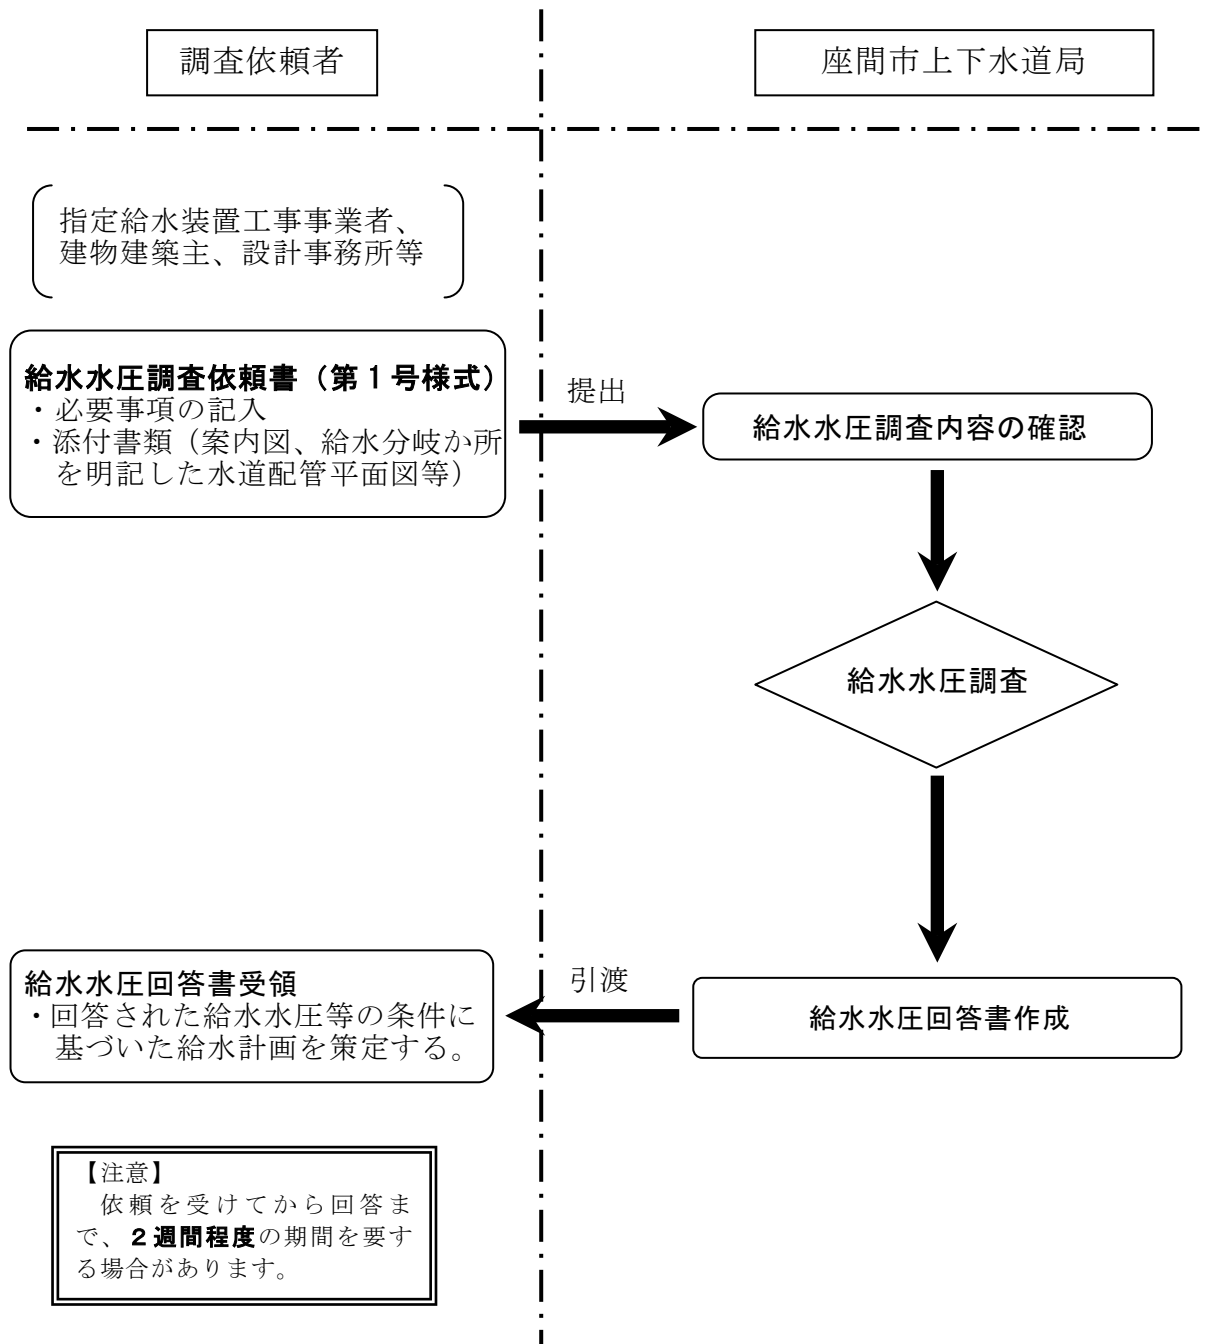 調査依頼者
座間市上下水道局
指定給水装置工事事業者、
建物建築主、設計事務所等
給水水圧調査依頼書（第１号様式）
・必要事項の記入
・添付書類（案内図、給水分岐か所
を明記した水道配管平面図等）
提出
給水水圧調査内容の確認
給水水圧調査
給水水圧回答書作成
引渡
給水水圧回答書受領
・回答された給水水圧等の条件に
基づいた給水計画を策定する。
【注意】
依頼を受けてから回答ま
で、２週間程度の期間を要す
る場合があります。